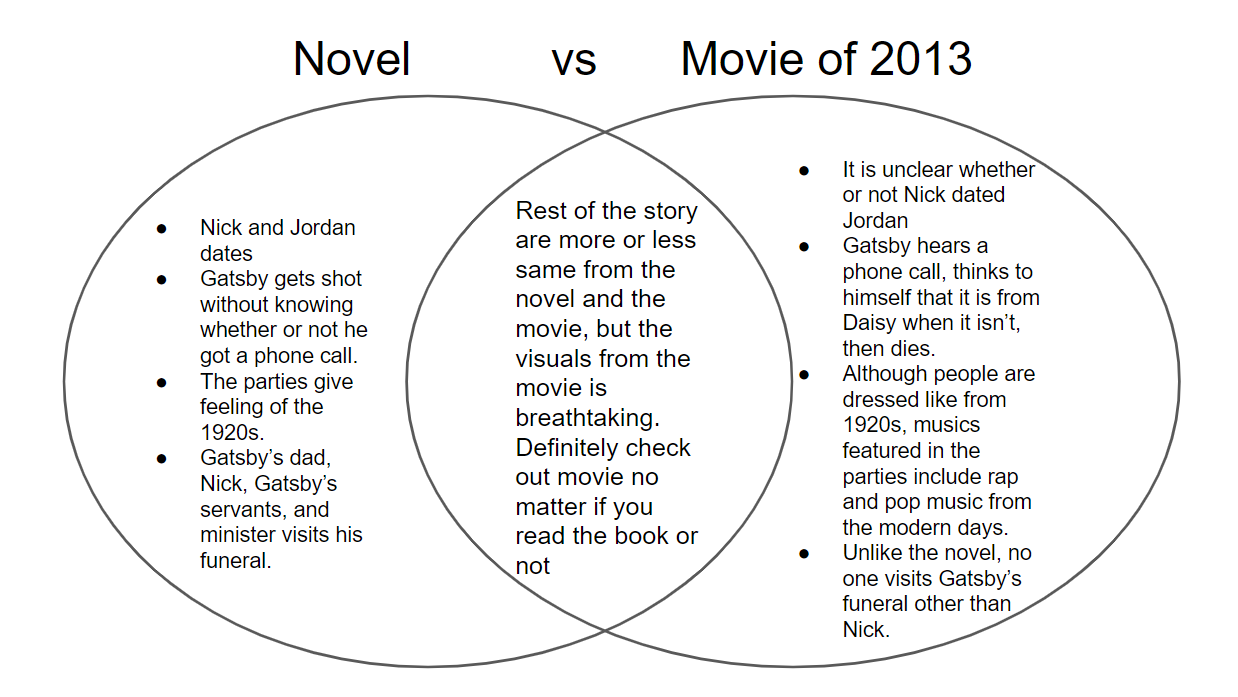 Novel vs Movie of 2013
● Nick and Jordan
dates
● Gatsby gets shot
without knowing
whether or not he
got a phone call.
● The parties give
feeling of the
1920s.
● Gatsby’s dad,
Nick, Gatsby’s
servants, and
minister visits his
funeral.
Rest of the story
are more or less
same from the
novel and the
movie, but the
visuals from the
movie is
breathtaking.
Definitely check
out movie no
matter if you
read the book or
not
● It is unclear whether
or not Nick dated
Jordan
● Gatsby hears a
phone call, thinks to
himself that it is from
Daisy when it isn’t,
then dies.
● Although people are
dressed like from
1920s, musics
featured in the
parties include rap
and pop music from
the modern days.
● Unlike the novel, no
one visits Gatsby’s
funeral other than
Nick.